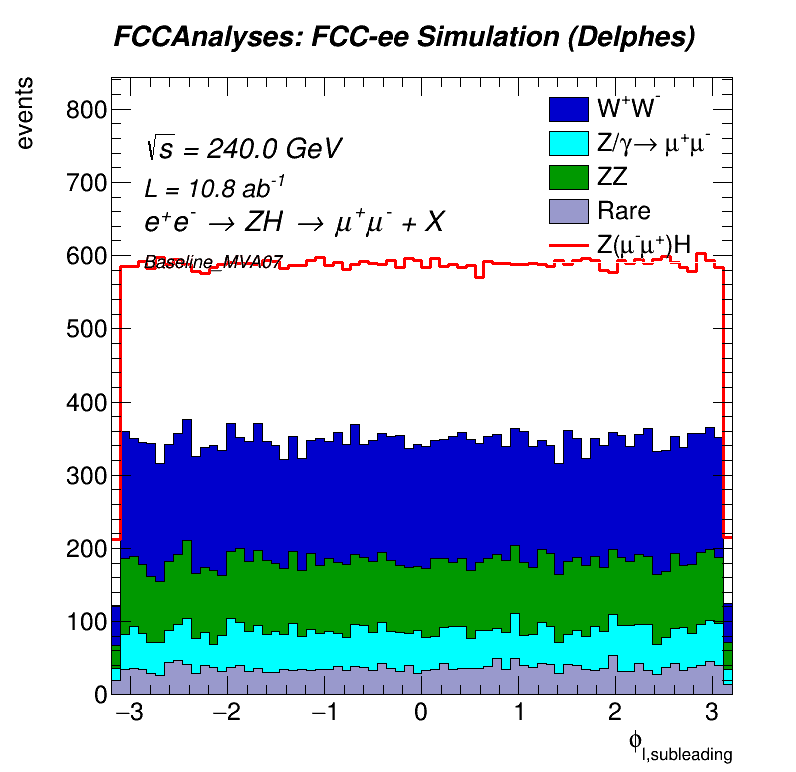 FCCAnalyses: FCC-ee Simulation (Delphes)
events
800
700
600
500
400
300
200
100
0
√s = 240.0 GeV
L = 10.8 ab⁻¹
e⁺e⁻ → ZH → μ⁺μ⁻ + X
Baseline_MVA07
W⁺W⁻
Z/γ→ μ⁺μ⁻
ZZ
Rare
Z(μ⁻μ⁺)H
−3 −2 −1 0 1 2 3
ϕl,subleading